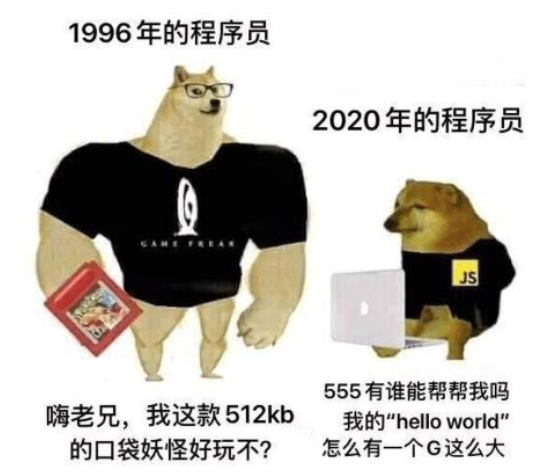 1996年的程序员
2020年的程序员
GAME FREAK
JS
嗨老兄，我这款512kb
的口袋妖怪好玩不？
555有谁能帮帮我吗
我的“hello world”
怎么有一个G这么大